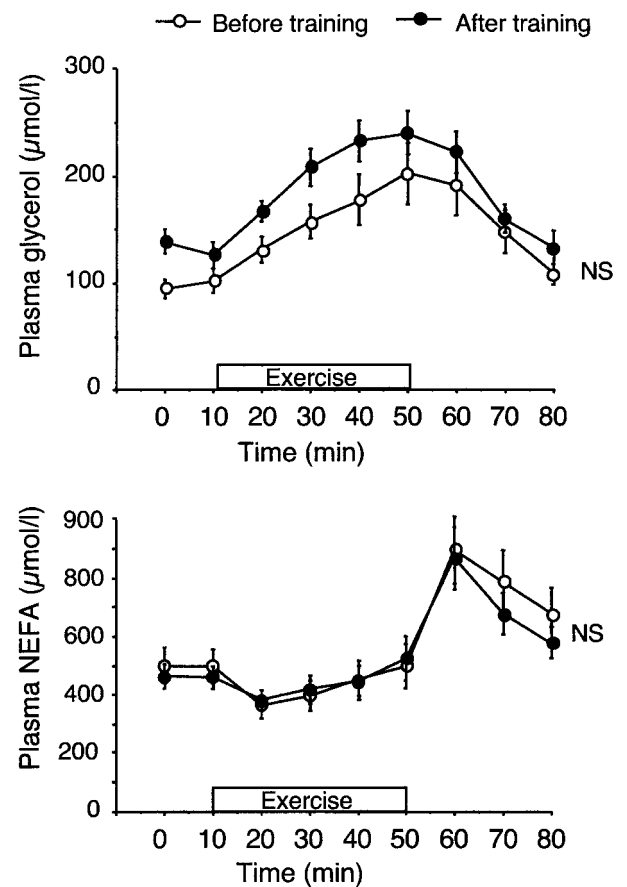 Before training After training
Plasma glycerol (µmol/l)
300
200
100
0
NS
Exercise
0 10 20 30 40 50 60 70 80
Time (min)
Plasma NEFA (µmol/l)
900
800
600
400
200
0
NS
Exercise
0 10 20 30 40 50 60 70 80
Time (min)